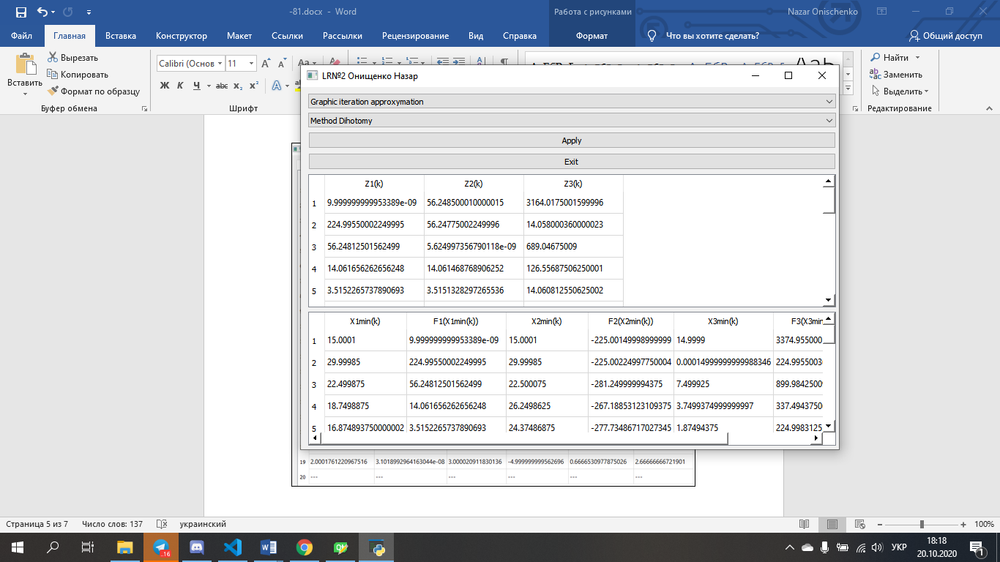 -81.docx - Word
Работа с рисунками
Nazar Onischenko
Файл Главная Вставка Конструктор Макет Ссылки Рассылки Рецензирование Вид Справка Формат Что вы хотите сделать? Общий доступ
Вставить
Вырезать
Копировать
Формат по образцу
Буфер обмена
Calibri (Основ 11
Ж К Ч abc x₂ x²
Шрифт
Найти
Заменить
Выделить
Редактирование
LR№2 Онищенко Назар
Graphic iteration approxymation
Method Dihotomy
Apply
Exit
Z1(k) Z2(k) Z3(k)
1 9.999999999953389e-09 56.248500010000015 3164.0175001599996
2 224.99550002249995 56.24775002249996 14.058000360000023
3 56.24812501562499 5.624997356790118e-09 689.04675009
4 14.061656262656248 14.061468768906252 126.55687506250001
5 3.5152265737890693 3.5151328297265536 14.060812550625002
X1min(k) F1(X1min(k)) X2min(k) F2(X2min(k)) X3min(k) F3(X3min
1 15.0001 9.999999999953389e-09 15.0001 -225.00149998999999 14.9999 3374.955000
2 29.99985 224.99550002249995 29.99985 -225.00224997750004 0.00014999999999988346 224.9955003
3 22.499875 56.24812501562499 22.500075 -281.249999994375 7.499925 899.9842500
4 18.7498875 14.061656262656248 26.2498625 -267.18853123109375 3.7499374999999997 337.4943750
5 16.874893750000002 3.5152265737890693 24.37486875 -277.73486717027345 1.87494375 224.9983125
19 2.0001761220967516 3.1018992964163044e-08 3.000020911830136 -4.999999999562696 0.6666530977875026 2.66666666721901
20 --- --- --- --- --- ---
Страница 5 из 7 Число слов: 137 украинский 100%
..16
УКР
18:18
20.10.2020
1